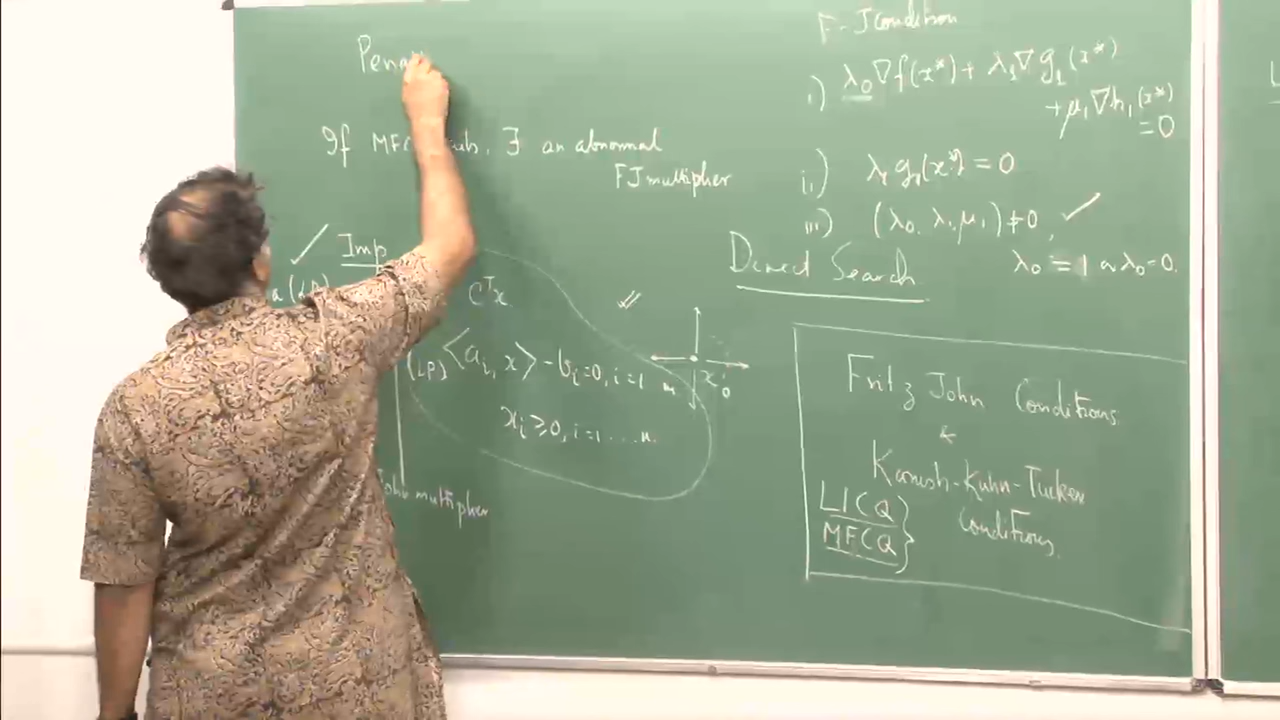 Pena
If MFC ... , ∃ an abnormal
FJ multiplier
✓ Imp
a (LP)
cᵀx
(LP) <aᵢ, x> - bᵢ = 0, i = 1 ... m
xᵢ ≥ 0, i = 1 ... n.
John multiplier
x₀
F-J Condition
i) λ₀ ∇f(x*) + λ₁ ∇g₁(x*)
+ μ₁ ∇h₁(x*)
= 0
ii) λ₁ g₁(x*) = 0
iii) (λ₀, λ₁, μ₁) ≠ 0, ✓
λ₀ = 1 or λ₀ = 0.
Direct Search
Fritz John Conditions
&
Karush-Kuhn-Tucker
Conditions.
LICQ
MFCQ }